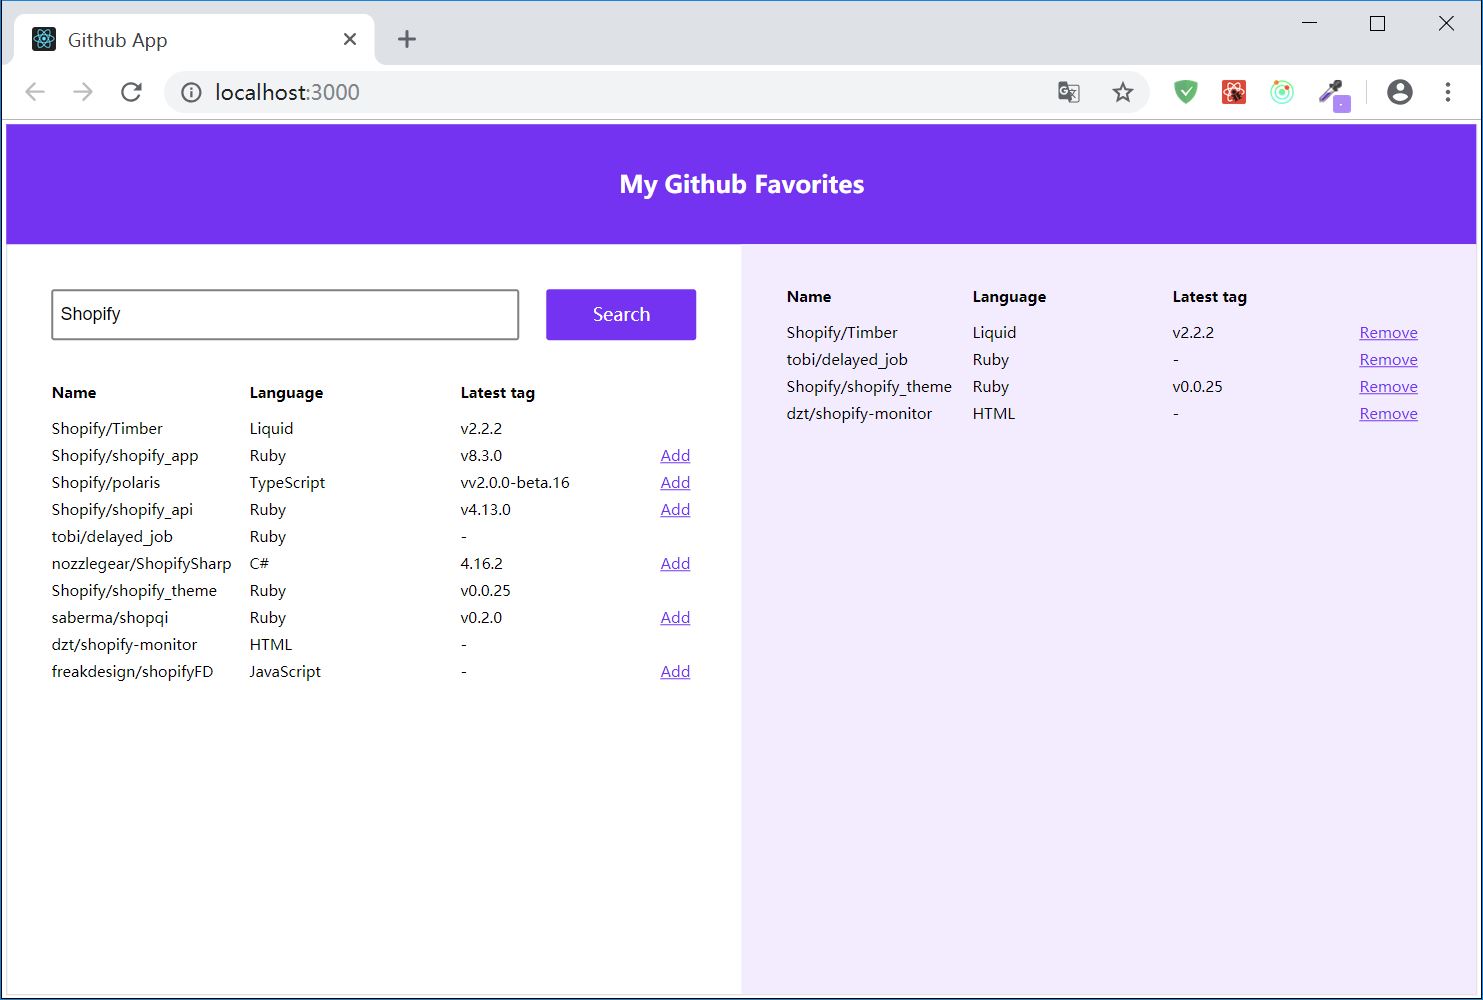 Github App
localhost:3000
My Github Favorites
Shopify
Search
Name Language Latest tag
Shopify/Timber Liquid v2.2.2
Shopify/shopify_app Ruby v8.3.0 Add
Shopify/polaris TypeScript vv2.0.0-beta.16 Add
Shopify/shopify_api Ruby v4.13.0 Add
tobi/delayed_job Ruby -
nozzlegear/ShopifySharp C# 4.16.2 Add
Shopify/shopify_theme Ruby v0.0.25
saberma/shopqi Ruby v0.2.0 Add
dzt/shopify-monitor HTML -
freakdesign/shopifyFD JavaScript - Add
Name Language Latest tag
Shopify/Timber Liquid v2.2.2 Remove
tobi/delayed_job Ruby - Remove
Shopify/shopify_theme Ruby v0.0.25 Remove
dzt/shopify-monitor HTML - Remove